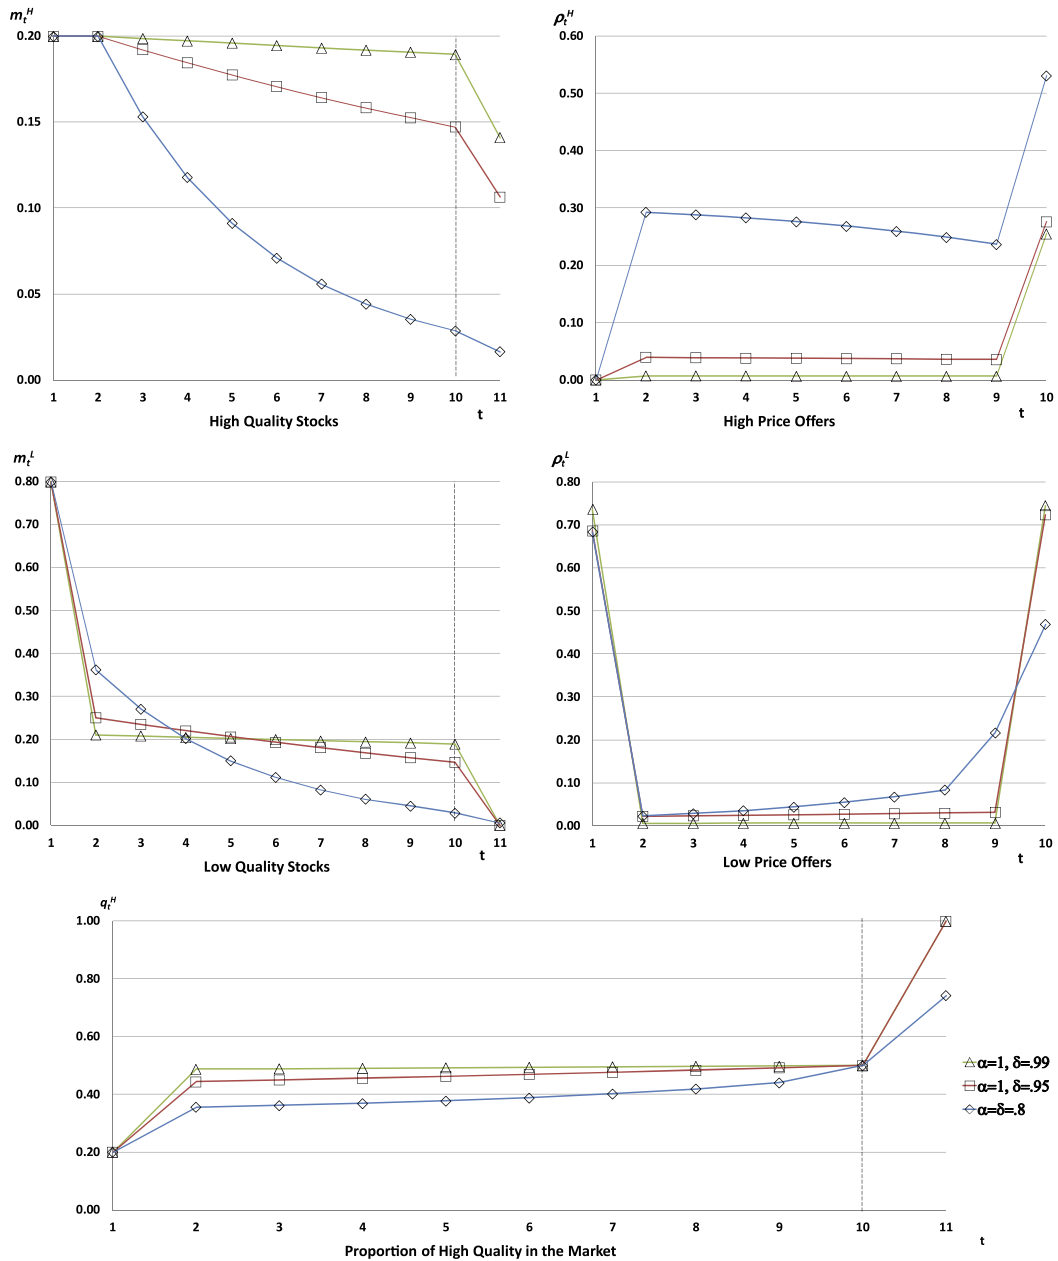 m_t^H
0.20
0.15
0.10
0.05
0.00
1 2 3 4 5 6 7 8 9 10 11
High Quality Stocks
t
ρ_t^H
0.60
0.50
0.40
0.30
0.20
0.10
0.00
1 2 3 4 5 6 7 8 9 10
High Price Offers
t
m_t^L
0.80
0.70
0.60
0.50
0.40
0.30
0.20
0.10
0.00
1 2 3 4 5 6 7 8 9 10 11
Low Quality Stocks
t
ρ_t^L
0.80
0.70
0.60
0.50
0.40
0.30
0.20
0.10
0.00
1 2 3 4 5 6 7 8 9 10
Low Price Offers
t
q_t^H
1.00
0.80
0.60
0.40
0.20
0.00
1 2 3 4 5 6 7 8 9 10 11
t
Proportion of High Quality in the Market
α=1, δ=.99
α=1, δ=.95
α=δ=.8